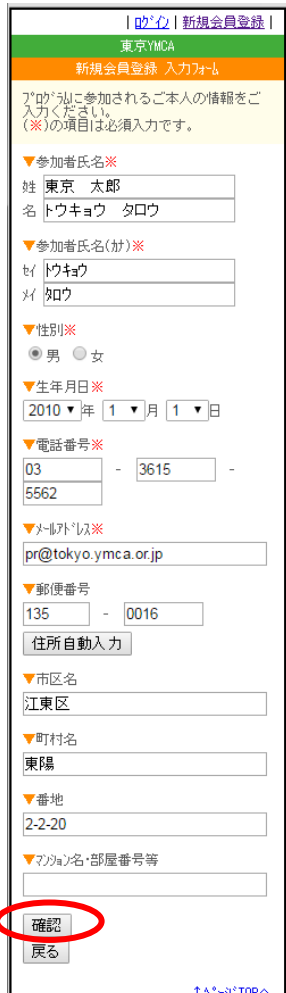 | ﾛｸﾞｲﾝ | 新規会員登録 |
東京YMCA
新規会員登録 入力ﾌｫｰﾑ
ﾌﾟﾛｸﾞﾗﾑに参加されるご本人の情報をご
入力ください。
(※)の項目は必須入力です。
▼参加者氏名※
姓 東京　太郎
名 トウキョウ　タロウ
▼参加者氏名(ｶﾅ)※
ｾｲ ﾄｳｷｮｳ
ﾒｲ ﾀﾛｳ
▼性別※
男 女
▼生年月日※
2010 ▼ 年 1 ▼ 月 1 ▼ 日
▼電話番号※
03 - 3615 -
5562
▼ﾒｰﾙｱﾄﾞﾚｽ※
pr@tokyo.ymca.or.jp
▼郵便番号
135 - 0016
住所自動入力
▼市区名
江東区
▼町村名
東陽
▼番地
2-2-20
▼ﾏﾝｼｮﾝ名･部屋番号等
確認
戻る
↑ﾍﾟｰｼﾞTOPへ